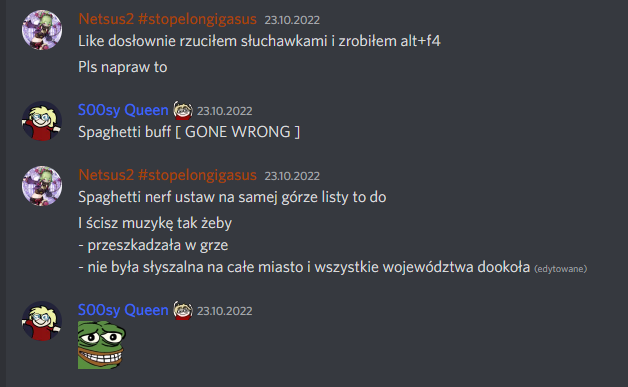 Netsus2 #stopelongigasus 23.10.2022
Like dosłownie rzuciłem słuchawkami i zrobiłem alt+f4
Pls napraw to
S00sy Queen 23.10.2022
Spaghetti buff [ GONE WRONG ]
Netsus2 #stopelongigasus 23.10.2022
Spaghetti nerf ustaw na samej górze listy to do
I ścisz muzykę tak żeby
- przeszkadzała w grze
- nie była słyszalna na całe miasto i wszystkie województwa dookoła (edytowane)
S00sy Queen 23.10.2022